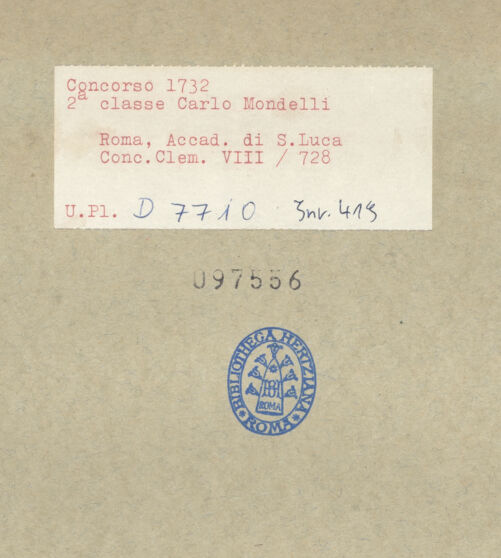 Concorso 1732
2a classe Carlo Mondelli
Roma, Accad. di S.Luca
Conc.Clem. VIII / 728
U.Pl. D 7710 Inv. 419
097556
BIBLIOTHECA HERTZIANA
ROMA
ROMA